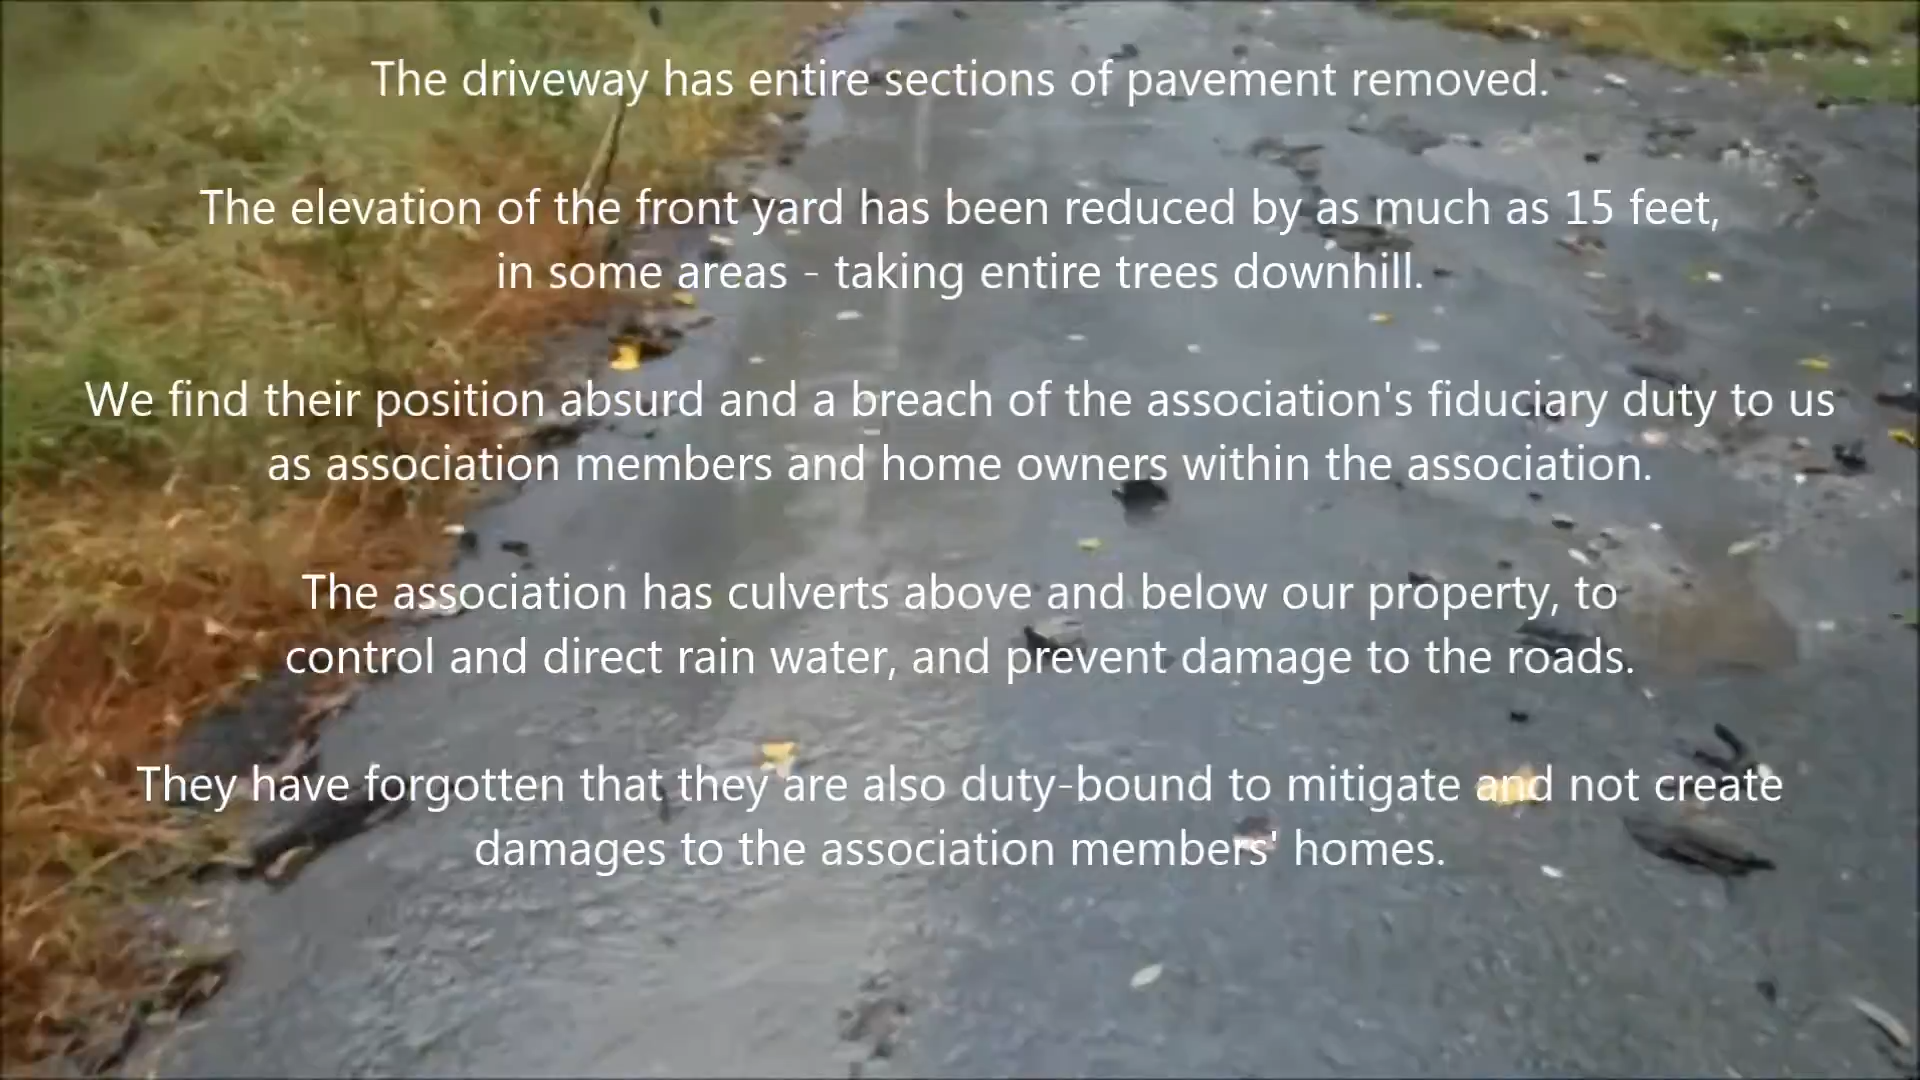 The driveway has entire sections of pavement removed.
The elevation of the front yard has been reduced by as much as 15 feet,
in some areas - taking entire trees downhill.
We find their position absurd and a breach of the association's fiduciary duty to us
as association members and home owners within the association.
The association has culverts above and below our property, to
control and direct rain water, and prevent damage to the roads.
They have forgotten that they are also duty-bound to mitigate and not create
damages to the association members' homes.